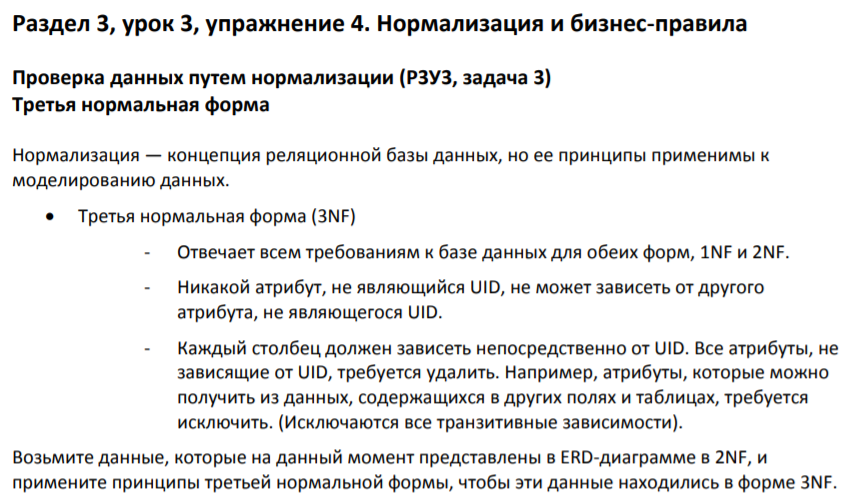 Раздел 3, урок 3, упражнение 4. Нормализация и бизнес-правила
Проверка данных путем нормализации (РЗУЗ, задача 3)
Третья нормальная форма
Нормализация — концепция реляционной базы данных, но ее принципы применимы к
моделированию данных.
• Третья нормальная форма (3NF)
- Отвечает всем требованиям к базе данных для обеих форм, 1NF и 2NF.
- Никакой атрибут, не являющийся UID, не может зависеть от другого
атрибута, не являющегося UID.
- Каждый столбец должен зависеть непосредственно от UID. Все атрибуты, не
зависящие от UID, требуется удалить. Например, атрибуты, которые можно
получить из данных, содержащихся в других полях и таблицах, требуется
исключить. (Исключаются все транзитивные зависимости).
Возьмите данные, которые на данный момент представлены в ERD-диаграмме в 2NF, и
примените принципы третьей нормальной формы, чтобы эти данные находились в форме 3NF.